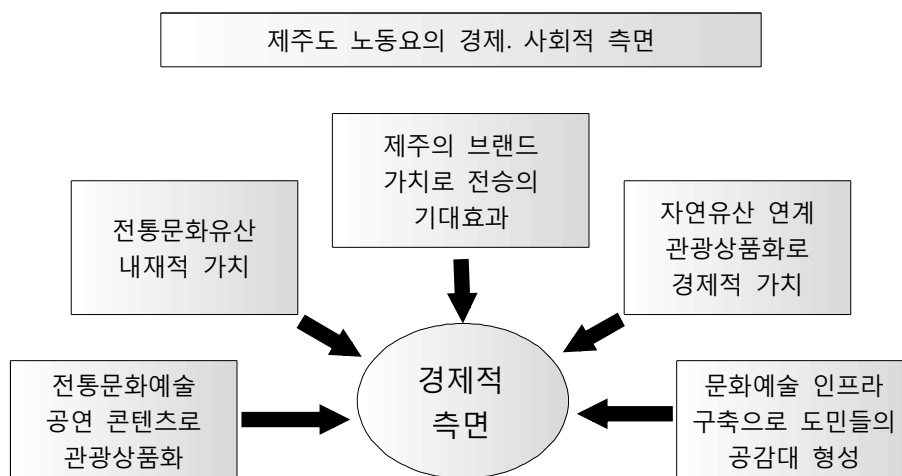 제주도 노동요의 경제. 사회적 측면
제주의 브랜드
가치로 전승의
기대효과
전통문화유산
내재적 가치
자연유산 연계
관광상품화로
경제적 가치
전통문화예술
공연 콘텐츠로
관광상품화
경제적
측면
문화예술 인프라
구축으로 도민들의
공감대 형성